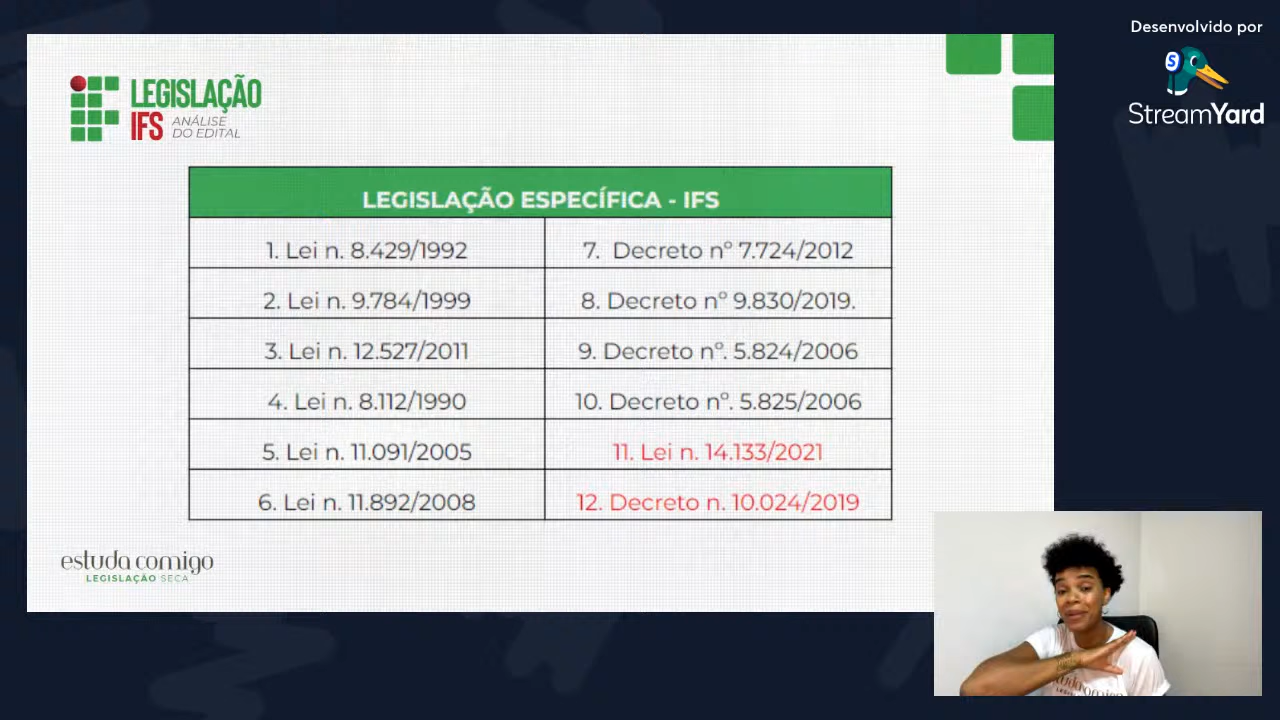 Desenvolvido por
StreamYard
LEGISLAÇÃO
IFS ANÁLISE
DO EDITAL
LEGISLAÇÃO ESPECÍFICA - IFS
1. Lei n. 8.429/1992
7. Decreto nº 7.724/2012
2. Lei n. 9.784/1999
8. Decreto nº 9.830/2019.
3. Lei n. 12.527/2011
9. Decreto nº. 5.824/2006
4. Lei n. 8.112/1990
10. Decreto nº. 5.825/2006
5. Lei n. 11.091/2005
11. Lei n. 14.133/2021
6. Lei n. 11.892/2008
12. Decreto n. 10.024/2019
estuda comigo
LEGISLAÇÃO SECA
estuda comigo